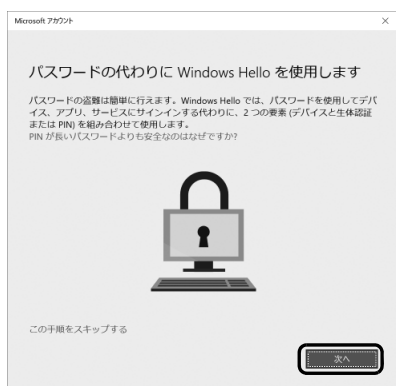 Microsoft アカウント
パスワードの代わりに Windows Hello を使用します
パスワードの盗難は簡単に行えます。Windows Hello では、パスワードを使用してデバ
イス、アプリ、サービスにサインインする代わりに、2 つの要素 (デバイスと生体認証
または PIN) を組み合わせて使用します。
PIN が長いパスワードよりも安全なのはなぜですか?
この手順をスキップする
次へ